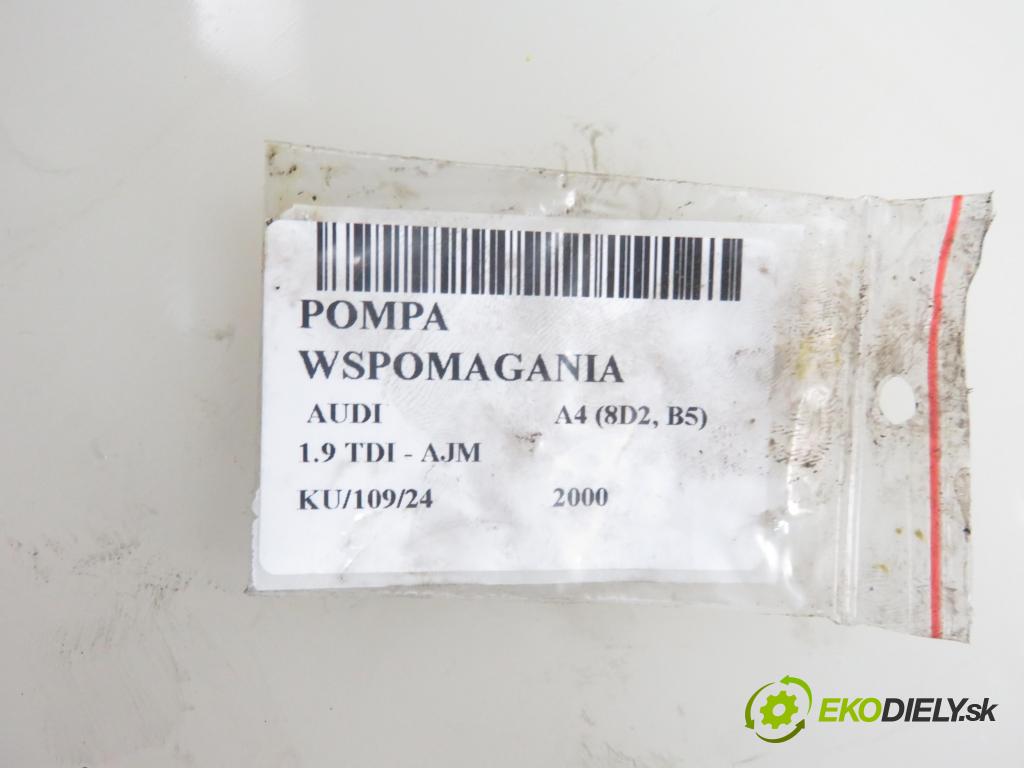 POMPA
WSPOMAGANIA
AUDI A4 (8D2, B5)
1.9 TDI - AJM
KU/109/24 2000
EKODIELY.sk